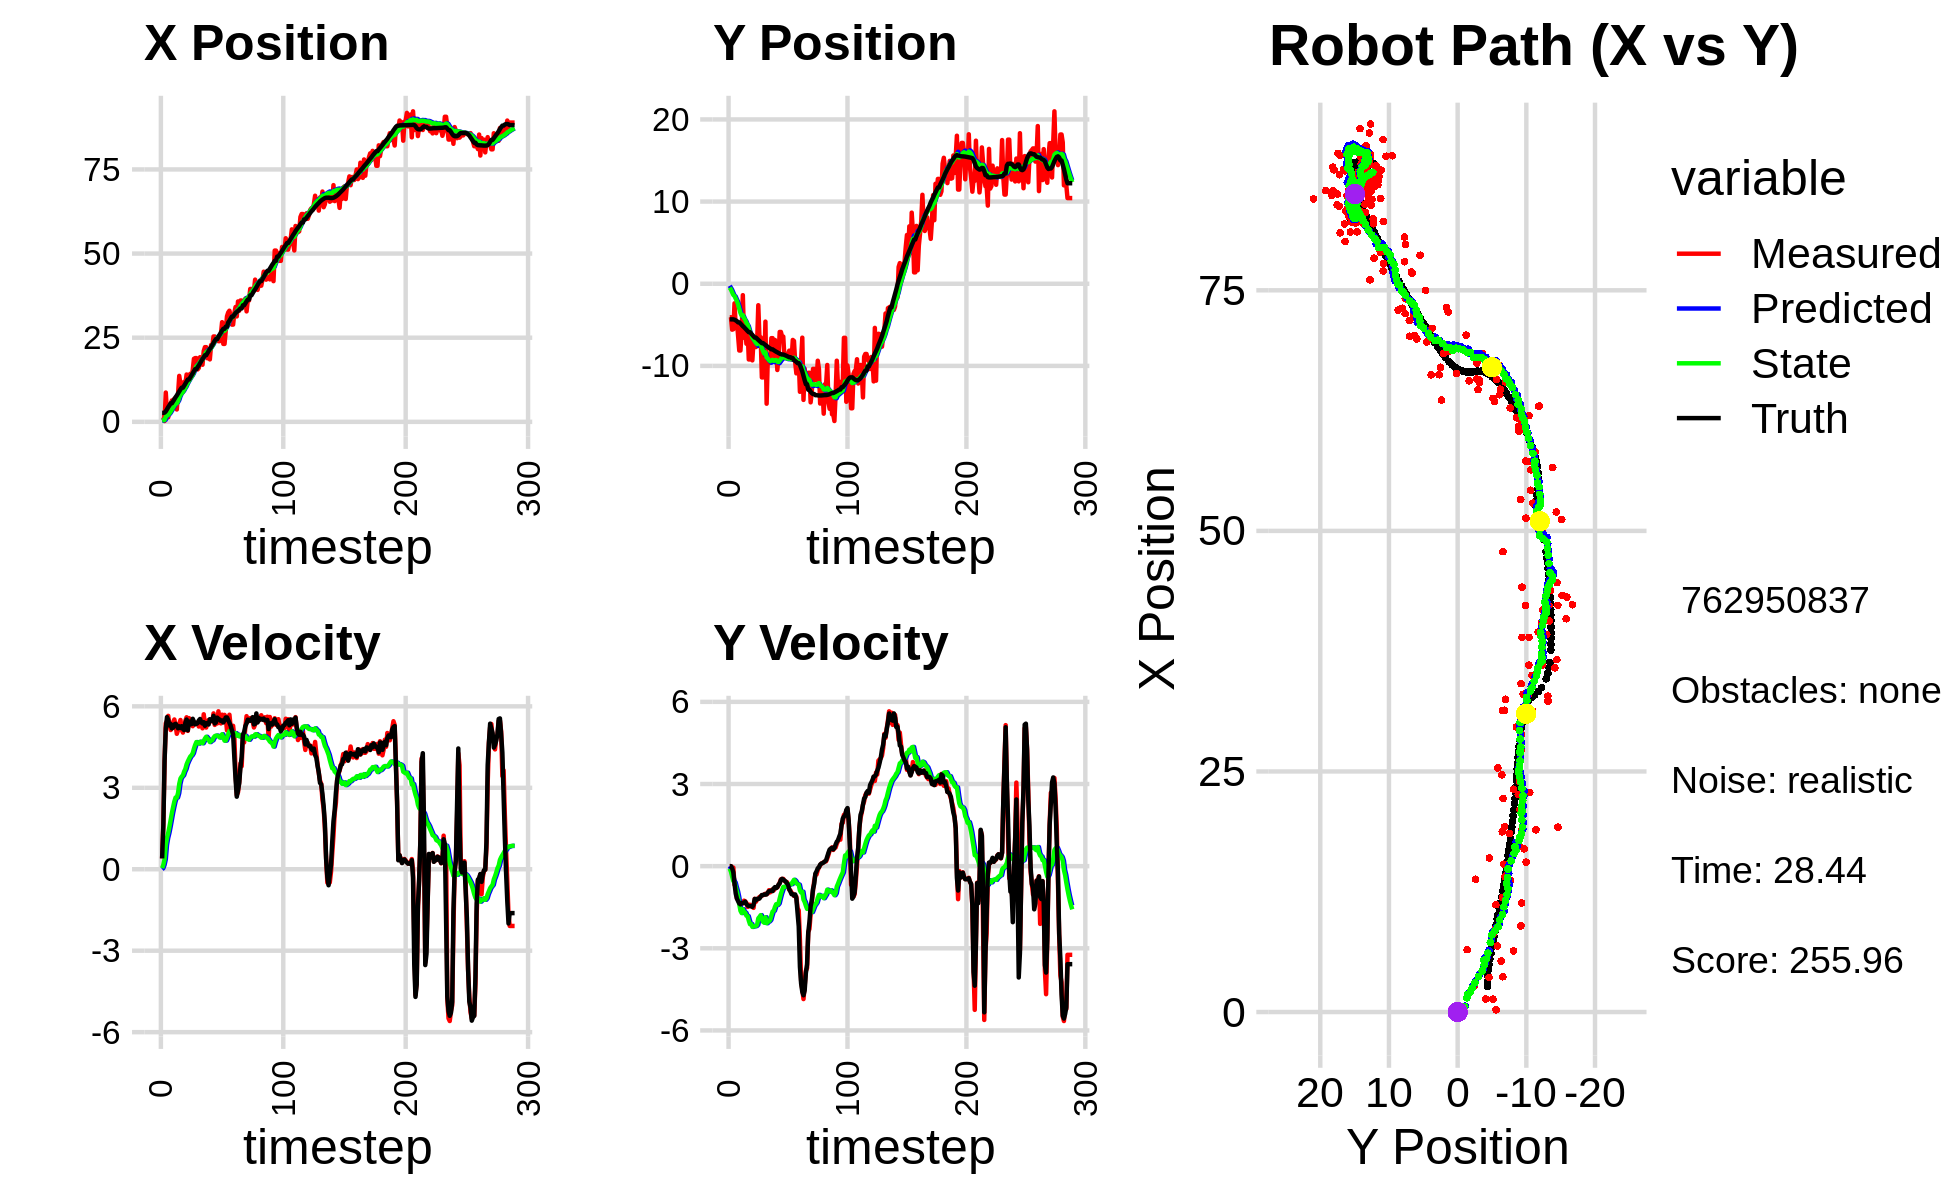 X Position
75
50
25
0
0
100
200
300
timestep
Y Position
20
10
0
-10
0
100
200
300
timestep
X Velocity
6
3
0
-3
-6
0
100
200
300
timestep
Y Velocity
6
3
0
-3
-6
0
100
200
300
timestep
Robot Path (X vs Y)
X Position
75
50
25
0
20 10 0 -10 -20
Y Position
variable
Measured
Predicted
State
Truth
762950837
Obstacles: none
Noise: realistic
Time: 28.44
Score: 255.96